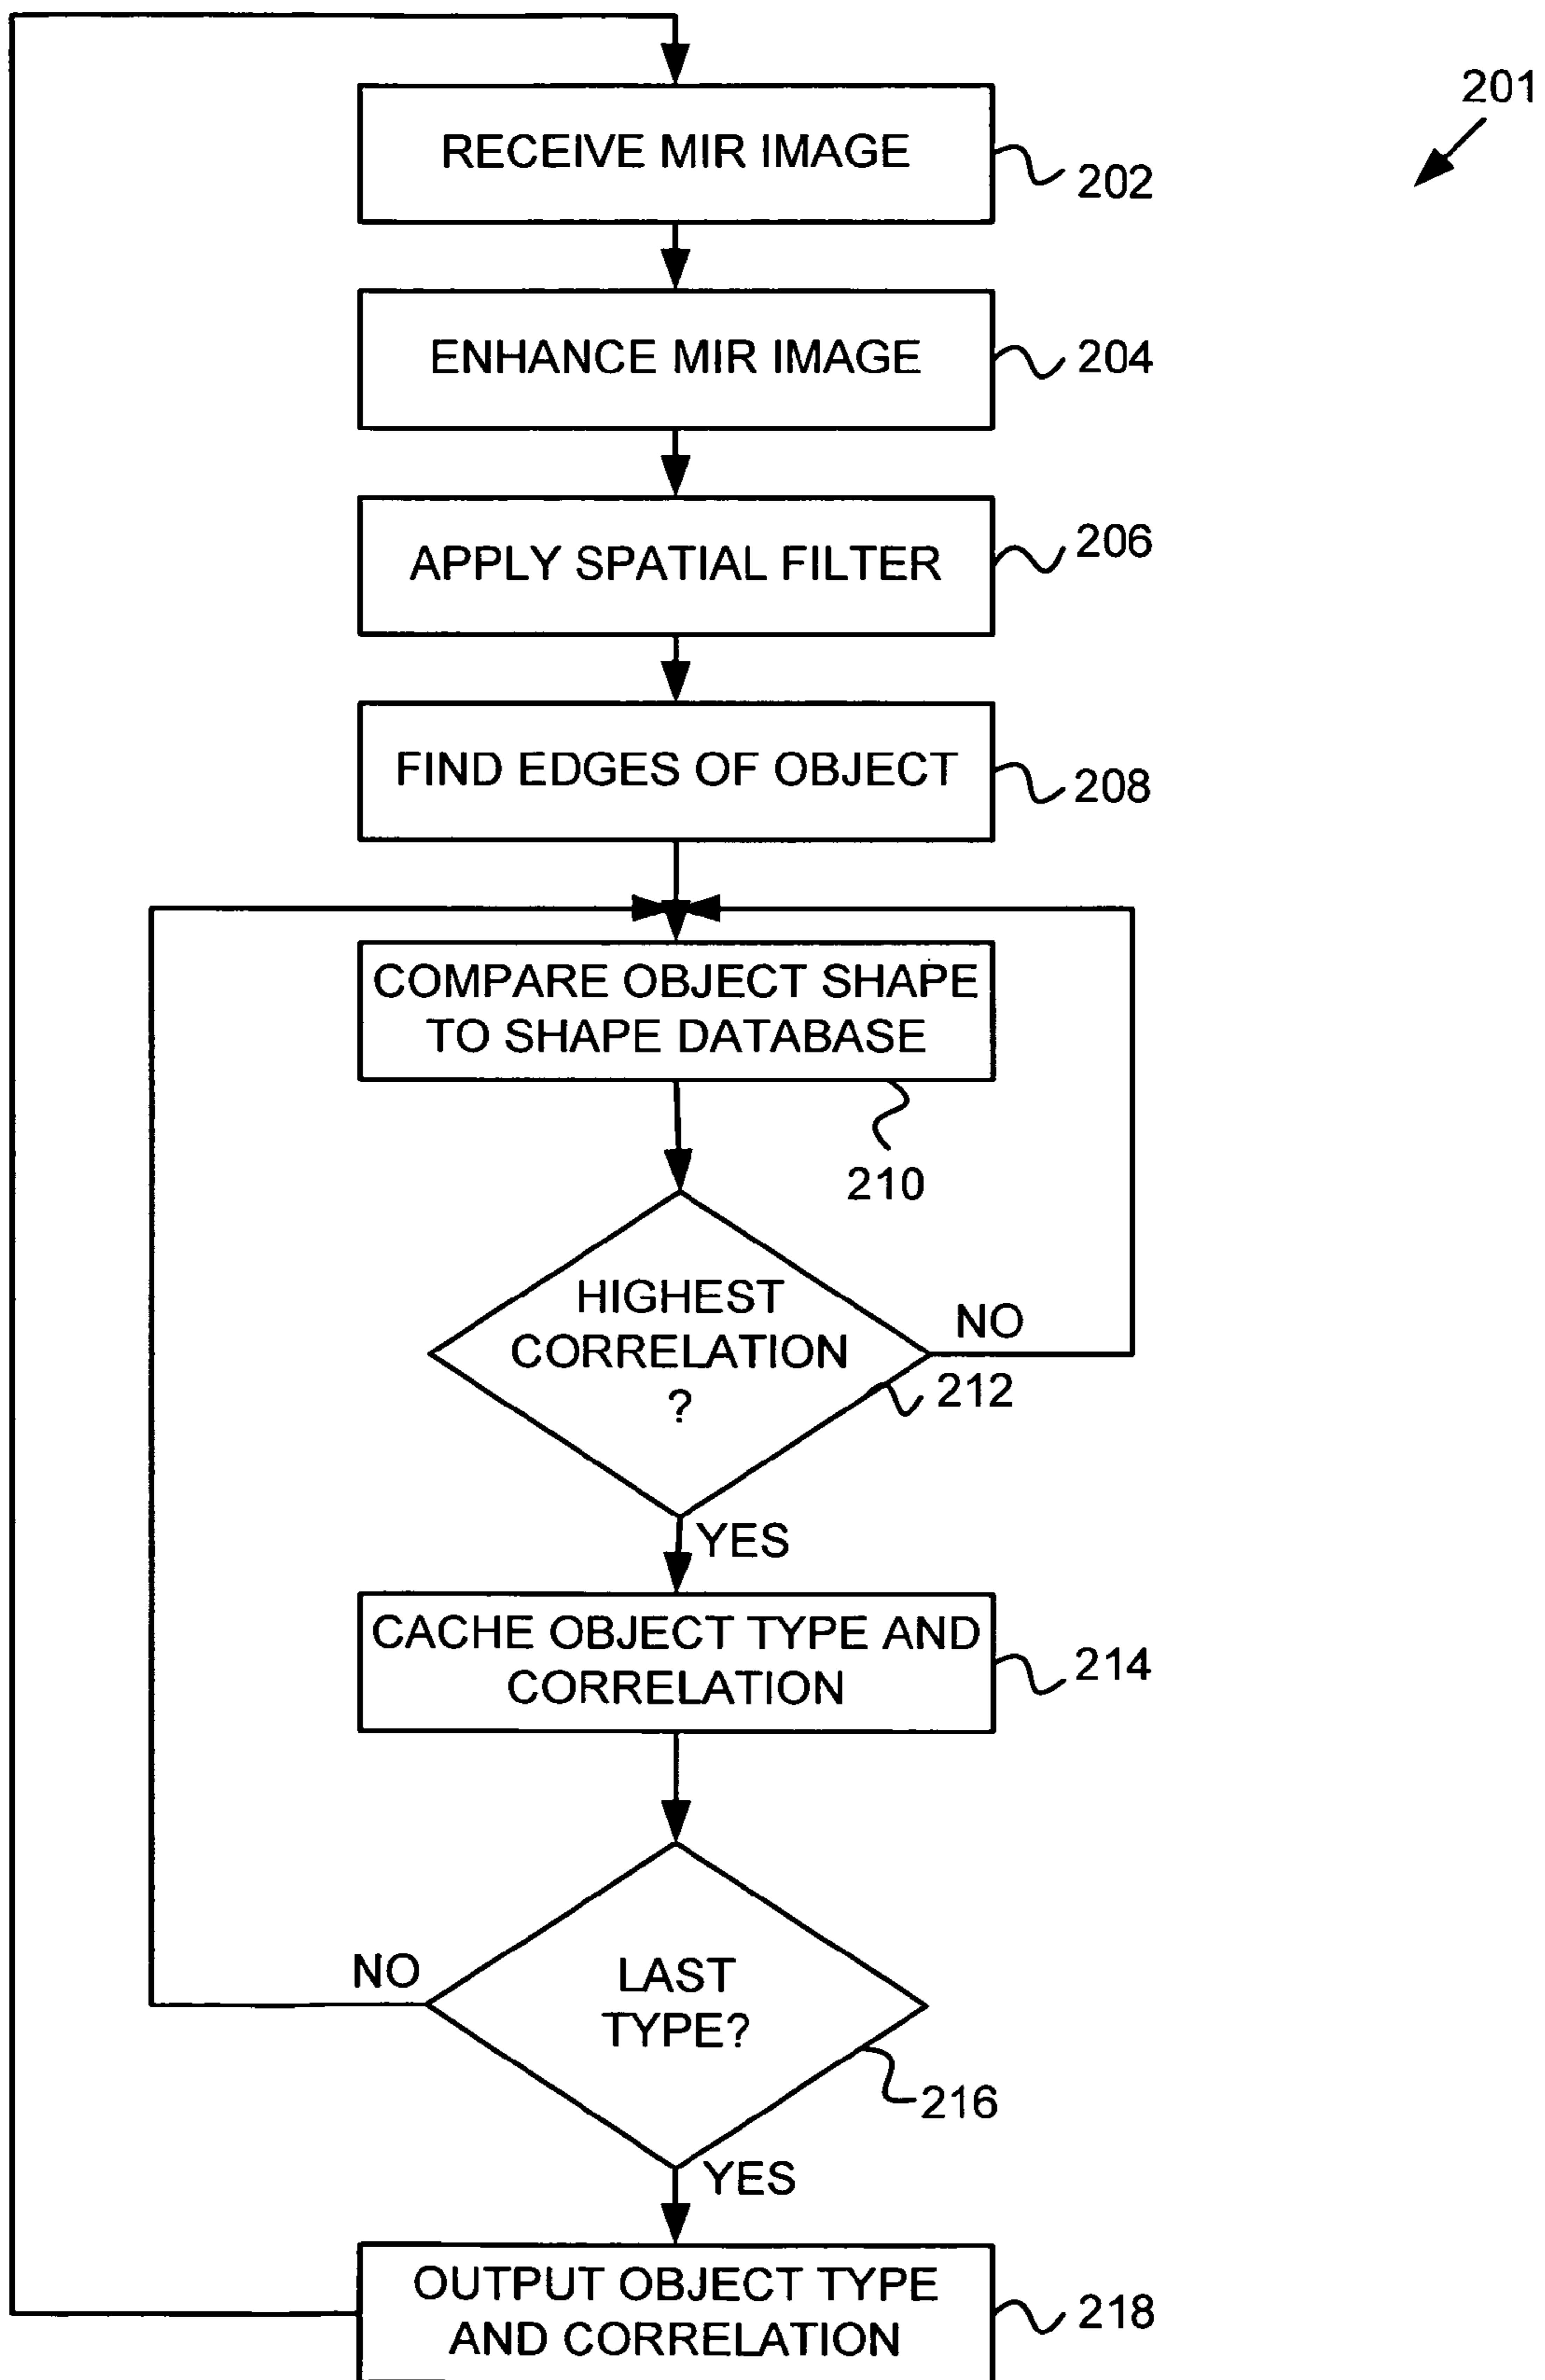 201
RECEIVE MIR IMAGE
202
ENHANCE MIR IMAGE
204
APPLY SPATIAL FILTER
206
FIND EDGES OF OBJECT
208
COMPARE OBJECT SHAPE
TO SHAPE DATABASE
210
HIGHEST
CORRELATION
?
NO
212
YES
CACHE OBJECT TYPE AND
CORRELATION
214
NO
LAST
TYPE?
216
YES
OUTPUT OBJECT TYPE
AND CORRELATION
218